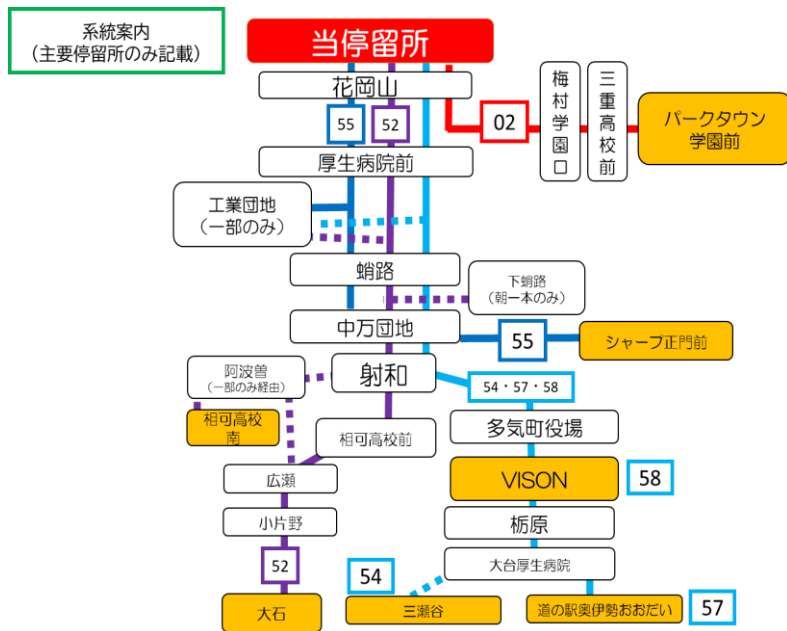 系統案内
(主要停留所のみ記載)
当停留所
花岡山
55
52
02
梅村学園口
三重高校前
パークタウン
学園前
厚生病院前
工業団地
(一部のみ)
蛸路
下蛸路
(朝一本のみ)
中万団地
55
シャープ正門前
阿波曽
(一部のみ経由)
射和
54・57・58
相可高校
南
相可高校前
多気町役場
広瀬
VISON
58
小片野
栃原
52
54
大台厚生病院
大石
三瀬谷
道の駅奥伊勢おおだい
57